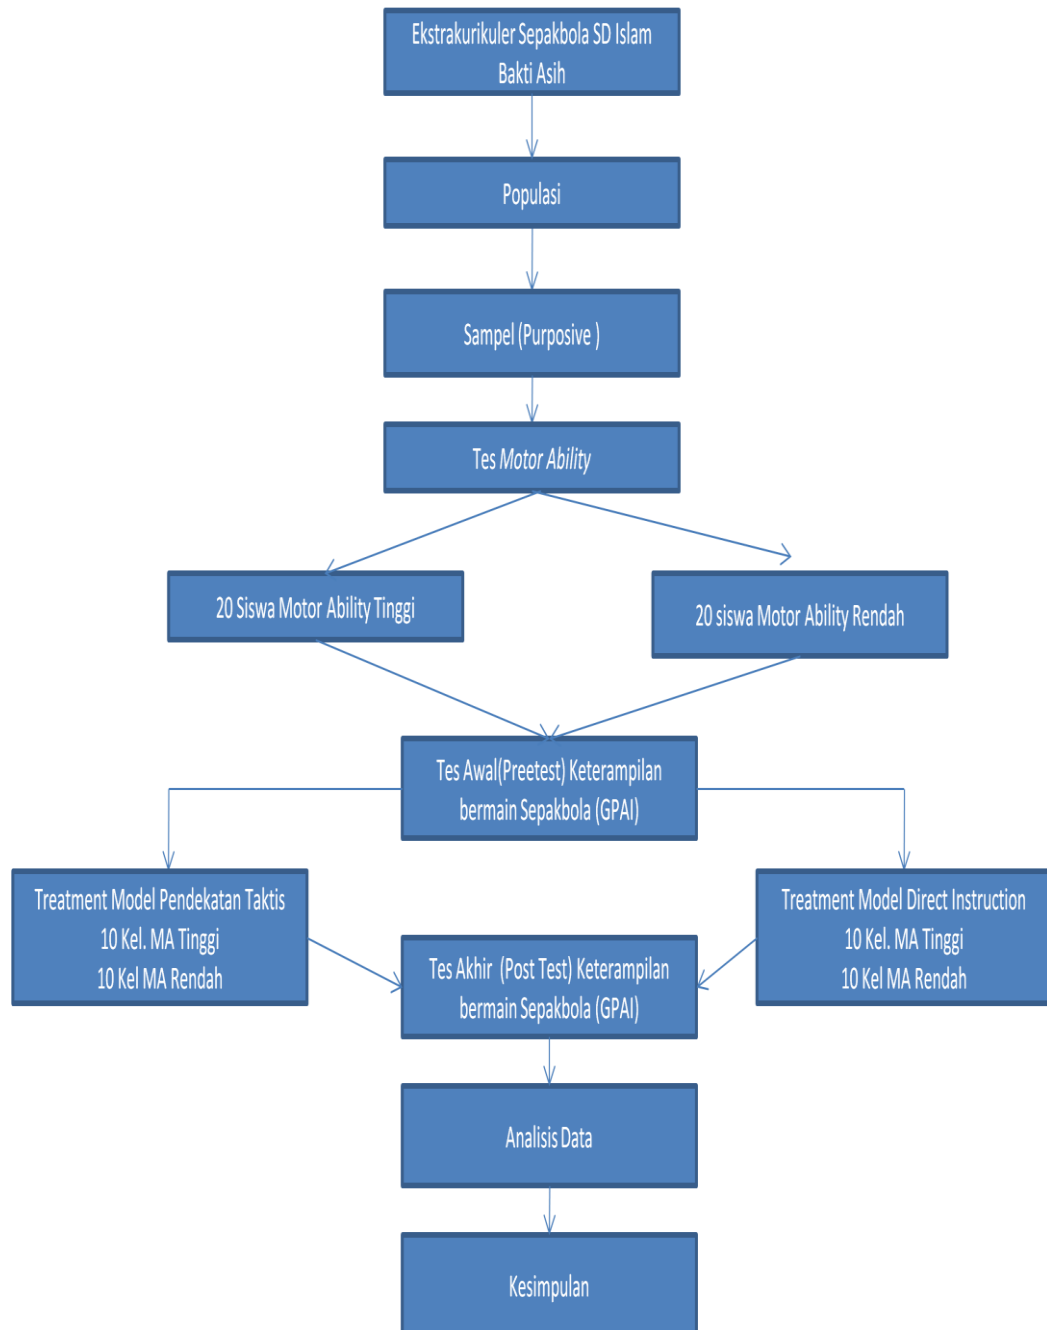 Ekstrakurikuler Sepakbola SD Islam
Bakti Asih
Populasi
Sampel (Purposive )
Tes Motor Ability
20 Siswa Motor Ability Tinggi
20 siswa Motor Ability Rendah
Tes Awal(Preetest) Keterampilan
bermain Sepakbola (GPAI)
Treatment Model Pendekatan Taktis
10 Kel. MA Tinggi
10 Kel MA Rendah
Treatment Model Direct Instruction
10 Kel. MA Tinggi
10 Kel MA Rendah
Tes Akhir (Post Test) Keterampilan
bermain Sepakbola (GPAI)
Analisis Data
Kesimpulan